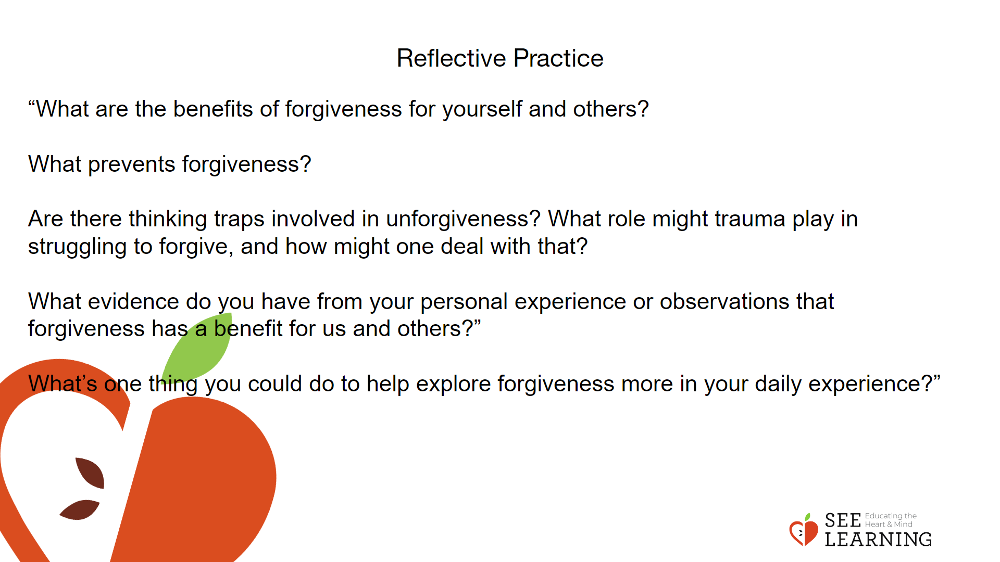 Reflective Practice
“What are the benefits of forgiveness for yourself and others?
What prevents forgiveness?
Are there thinking traps involved in unforgiveness? What role might trauma play in
struggling to forgive, and how might one deal with that?
What evidence do you have from your personal experience or observations that
forgiveness has a benefit for us and others?”
What’s one thing you could do to help explore forgiveness more in your daily experience?”
SEE Educating the
Heart & Mind
LEARNING